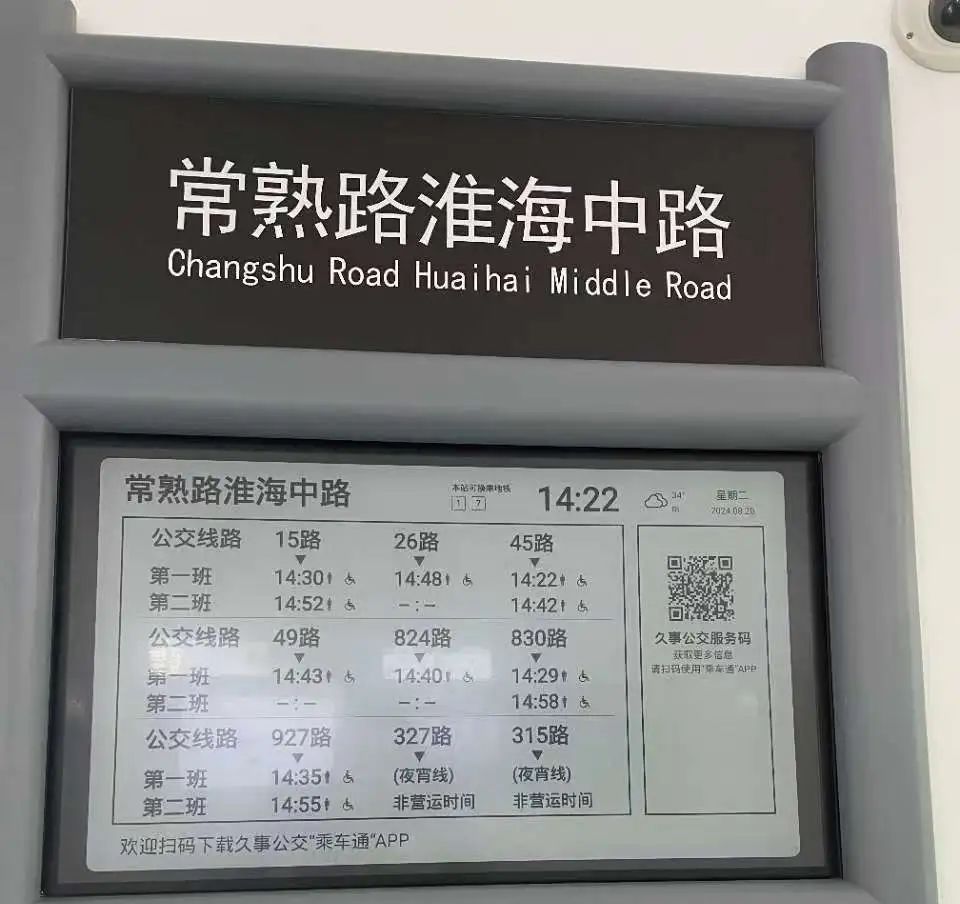 常熟路淮海中路
Changshu Road Huaihai Middle Road
常熟路淮海中路
本站可换乘地铁
1 7
14:22
34°
星期二
2024.08.20
公交线路 15路 26路 45路
第一班 14:30 14:48 14:22
第二班 14:52 --:-- 14:42
公交线路 49路 824路 830路
第一班 14:43 14:40 14:29
第二班 --:-- --:-- 14:58
公交线路 927路 327路 315路
第一班 14:35 (夜宵线) (夜宵线)
第二班 14:55 非营运时间 非营运时间
久事公交服务码
获取更多信息
请扫码使用"乘车通"APP
欢迎扫码下载久事公交"乘车通"APP